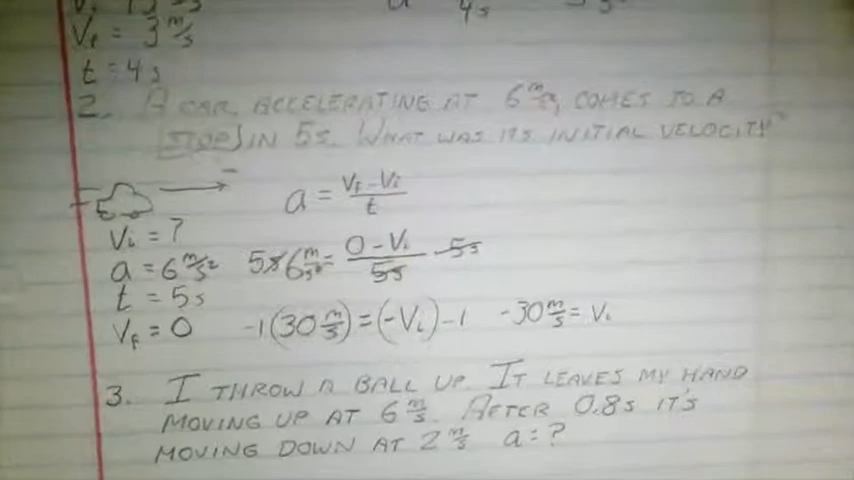 Vf = 3 m/s
t = 4s
4s
2. A CAR, ACCELERATING AT 6 m/s², COMES TO A
STOP IN 5s. WHAT WAS ITS INITIAL VELOCITY?
a = Vf - Vi / t
Vi = ?
a = 6 m/s² 5s 6 m/s² = 0 - Vi / 5s 5s
t = 5s
Vf = 0 -1(30 m/s) = (-Vi) -1 -30 m/s = Vi
3. I THROW A BALL UP. IT LEAVES MY HAND
MOVING UP AT 6 m/s. AFTER 0.8s IT'S
MOVING DOWN AT 2 m/s a = ?